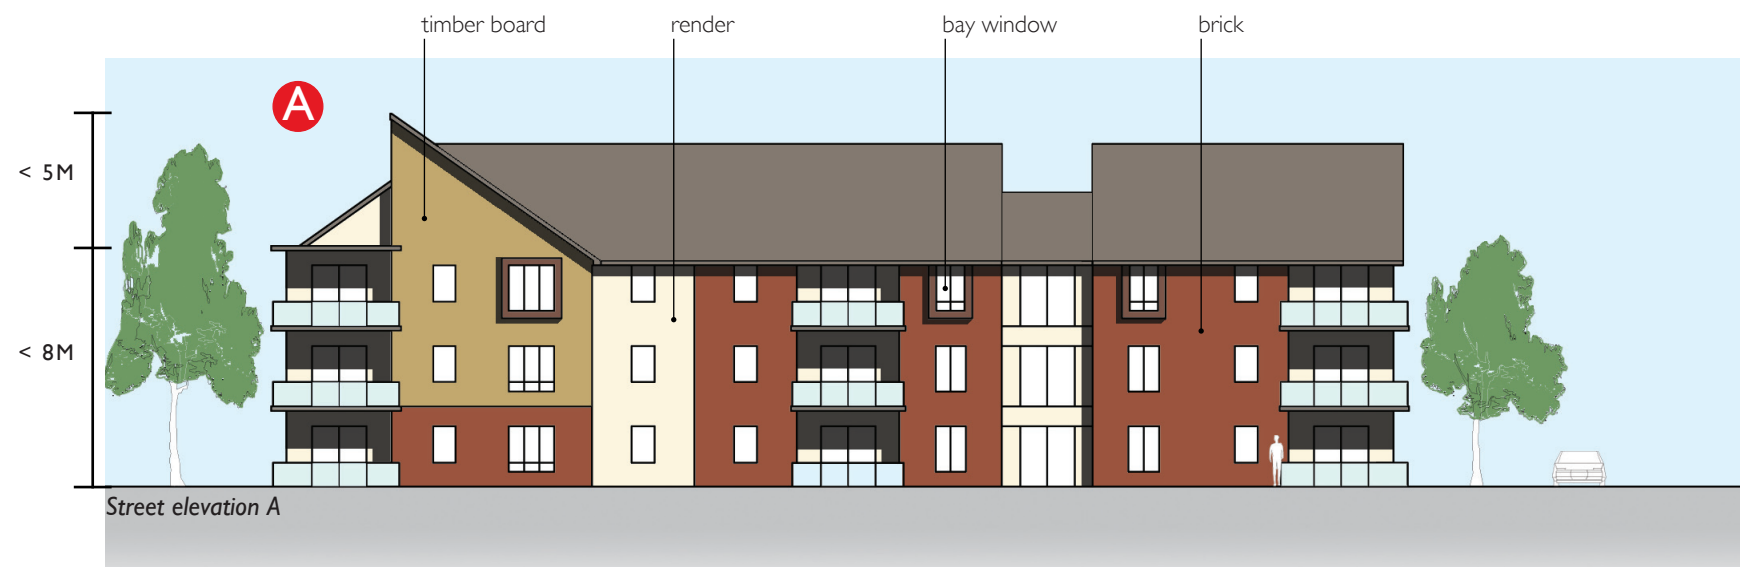 timber board
render
bay window
brick
A
< 5M
< 8M
Street elevation A